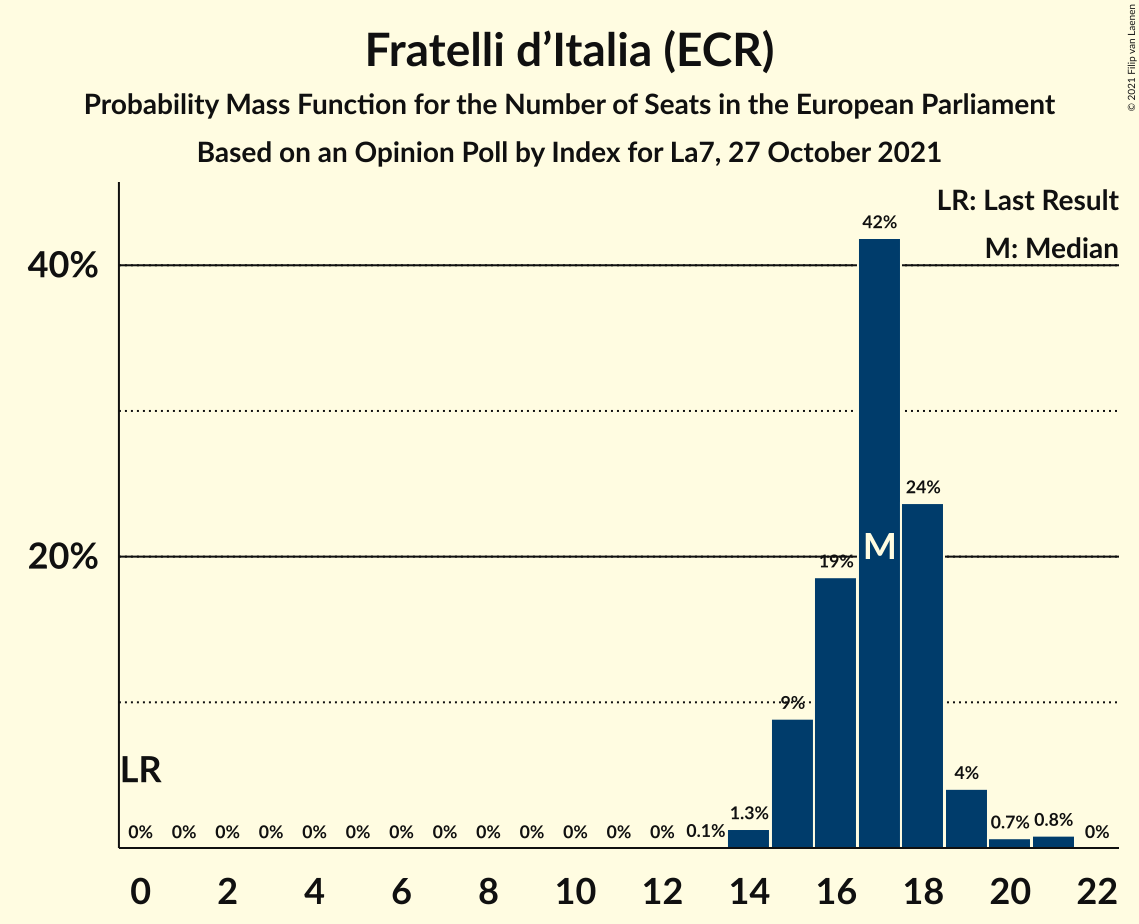 Fratelli d’Italia (ECR)
Probability Mass Function for the Number of Seats in the European Parliament
Based on an Opinion Poll by Index for La7, 27 October 2021
© 2021 Filip van Laenen
LR: Last Result
M: Median
40%
20%
42%
24%
M
19%
9%
LR
4%
0% 0% 0% 0% 0% 0% 0% 0% 0% 0% 0% 0% 0% 0.1% 1.3% 0.7% 0.8% 0%
0 2 4 6 8 10 12 14 16 18 20 22